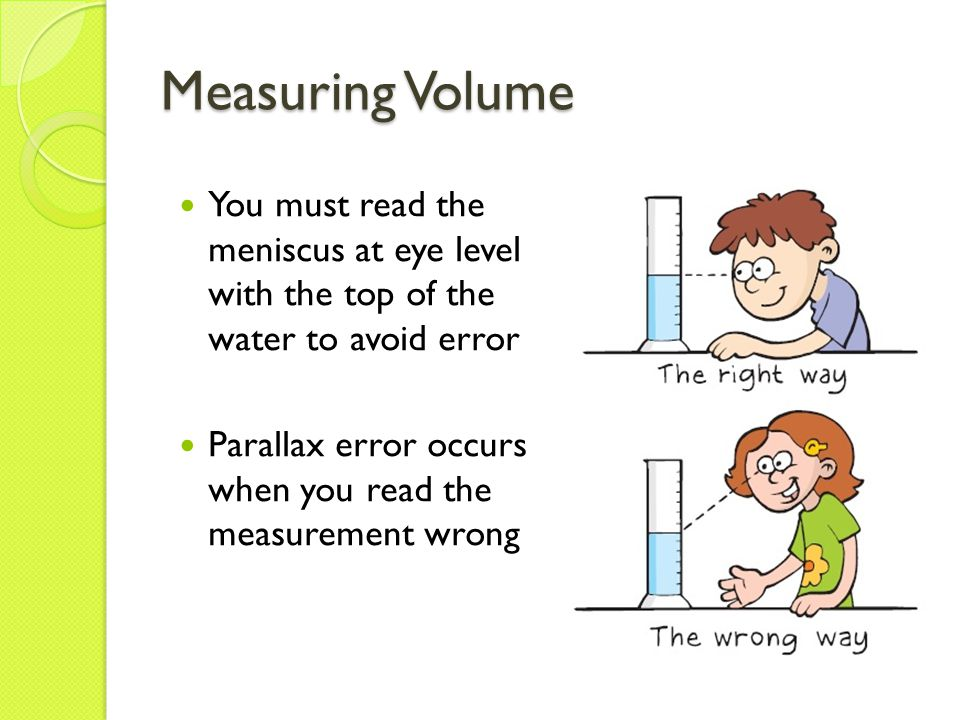 Measuring Volume
• You must read the
meniscus at eye level
with the top of the
water to avoid error
The right way
• Parallax error occurs
when you read the
measurement wrong
The wrong way